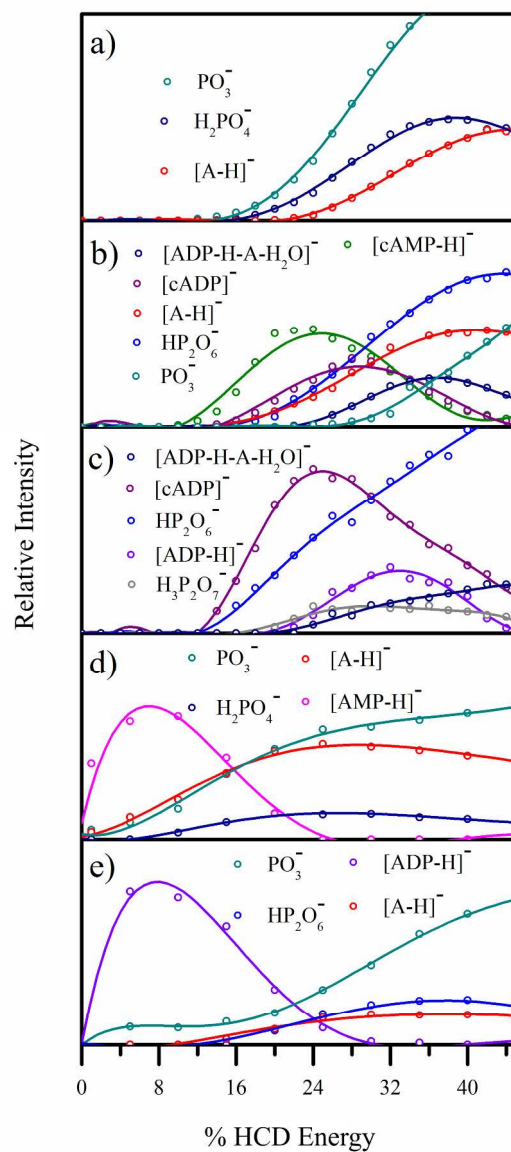 a)
PO₃⁻
H₂PO₄⁻
[A-H]⁻
b)
[ADP-H-A-H₂O]⁻ [cAMP-H]⁻
[cADP]⁻
[A-H]⁻
HP₂O₆⁻
PO₃⁻
c)
[ADP-H-A-H₂O]⁻
[cADP]⁻
HP₂O₆⁻
[ADP-H]⁻
H₃P₂O₇⁻
d)
PO₃⁻ [A-H]⁻
H₂PO₄⁻ [AMP-H]⁻
e)
PO₃⁻ [ADP-H]⁻
HP₂O₆⁻ [A-H]⁻
Relative Intensity
0 8 16 24 32 40
% HCD Energy